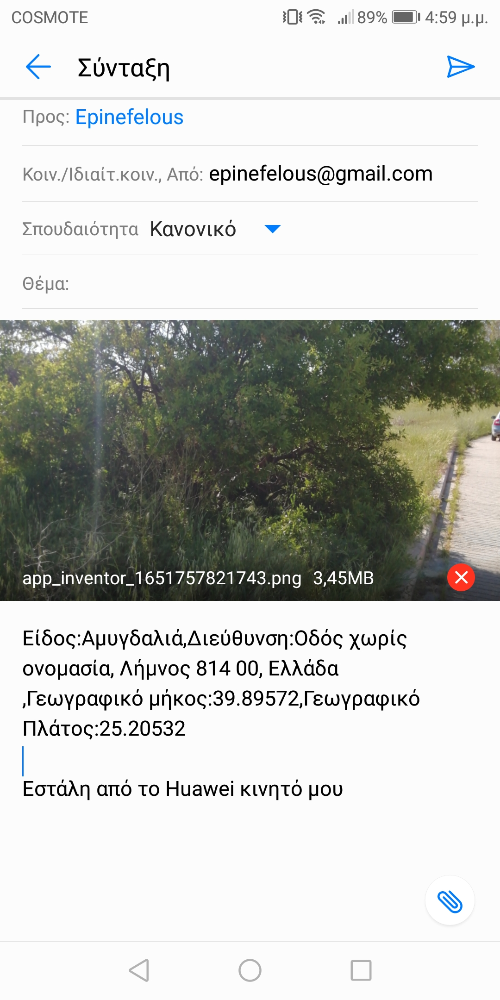 COSMOTE 89% 4:59 μ.μ.
Σύνταξη
Προς: Epinefelous
Κοιν./Ιδιαίτ.κοιν., Από: epinefelous@gmail.com
Σπουδαιότητα Κανονικό
Θέμα:
app_inventor_1651757821743.png 3,45MB
Είδος:Αμυγδαλιά,Διεύθυνση:Οδός χωρίς
ονομασία, Λήμνος 814 00, Ελλάδα
,Γεωγραφικό μήκος:39.89572,Γεωγραφικό
Πλάτος:25.20532
Εστάλη από το Huawei κινητό μου